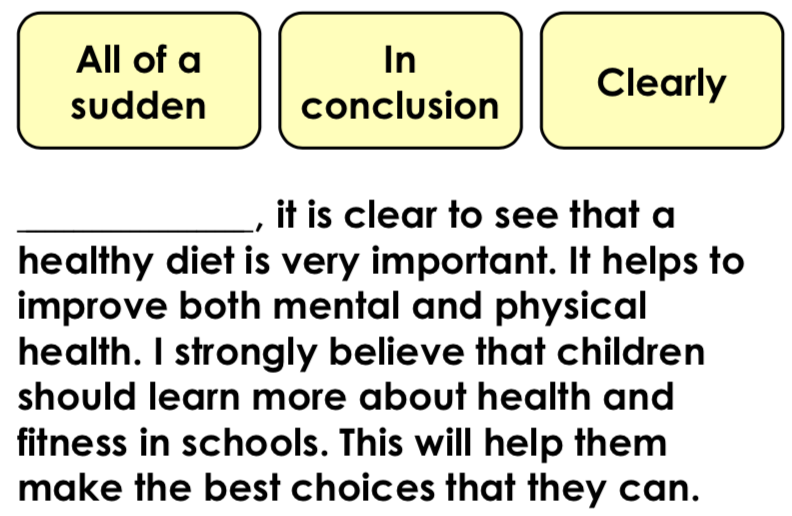 All of a
sudden
In
conclusion
Clearly
____________, it is clear to see that a
healthy diet is very important. It helps to
improve both mental and physical
health. I strongly believe that children
should learn more about health and
fitness in schools. This will help them
make the best choices that they can.